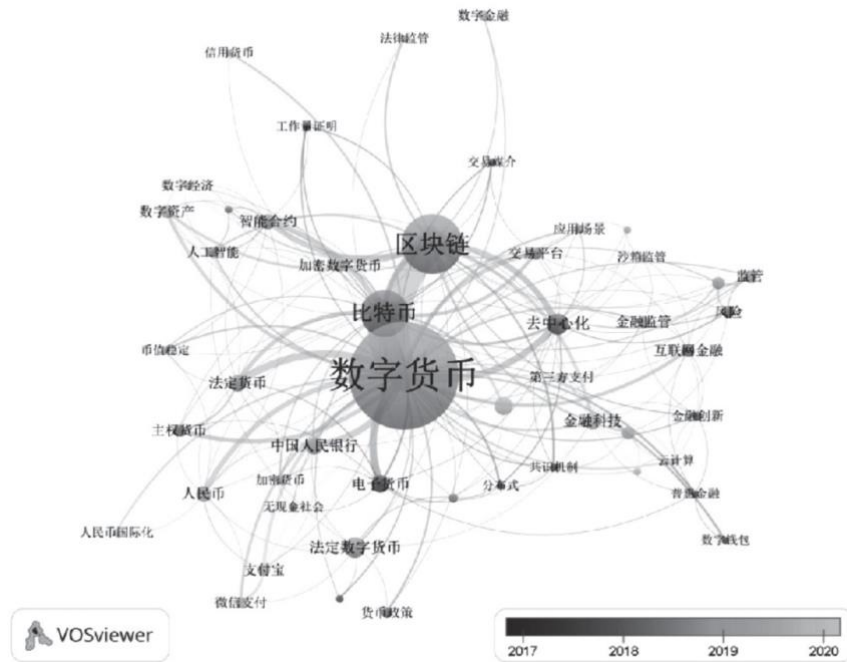 数字金融
法律监管
信用货币
工作量证明
交易媒介
数字经济
数字资产
智能合约
区块链
应用场景
人工智能
加密数字货币
交易平台
沙箱监管
监管
比特币
去中心化
金融监管
风险
币值稳定
互联网金融
数字货币
法定货币
第三方支付
主权货币
中国人民银行
金融科技
金融创新
人民币
加密货币
电子货币
分布式
共识机制
云计算
普惠金融
无现金社会
人民币国际化
法定数字货币
数字钱包
支付宝
微信支付
货币政策
VOSviewer
2017 2018 2019 2020